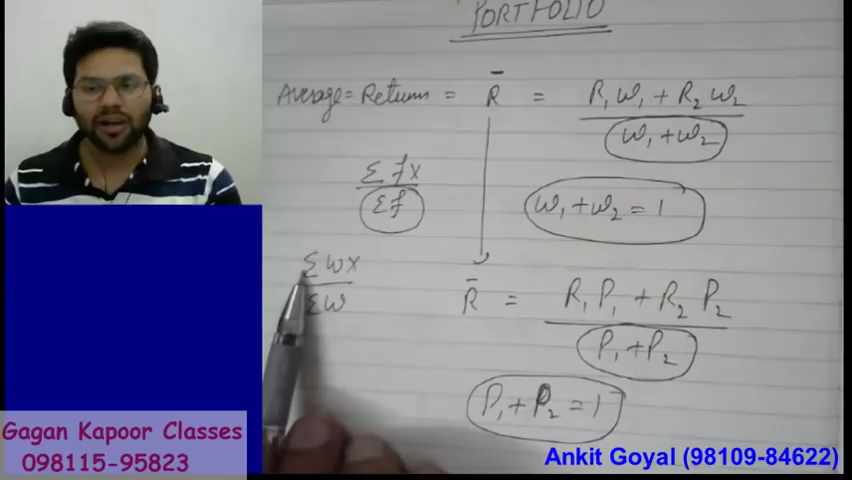 PORTFOLIO
Average = Return = R̄ = (R₁W₁ + R₂W₂) / (W₁ + W₂)
Σfx / Σf
W₁ + W₂ = 1
Σwx / Σw
R̄ = (R₁P₁ + R₂P₂) / (P₁ + P₂)
P₁ + P₂ = 1
Gagan Kapoor Classes
098115-95823
Ankit Goyal (98109-84622)